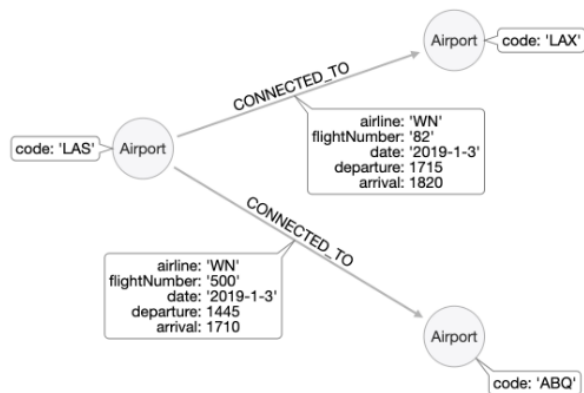 Airport
code: 'LAX'
CONNECTED_TO
airline: 'WN'
flightNumber: '82'
date: '2019-1-3'
departure: 1715
arrival: 1820
code: 'LAS'
Airport
CONNECTED_TO
airline: 'WN'
flightNumber: '500'
date: '2019-1-3'
departure: 1445
arrival: 1710
Airport
code: 'ABQ'